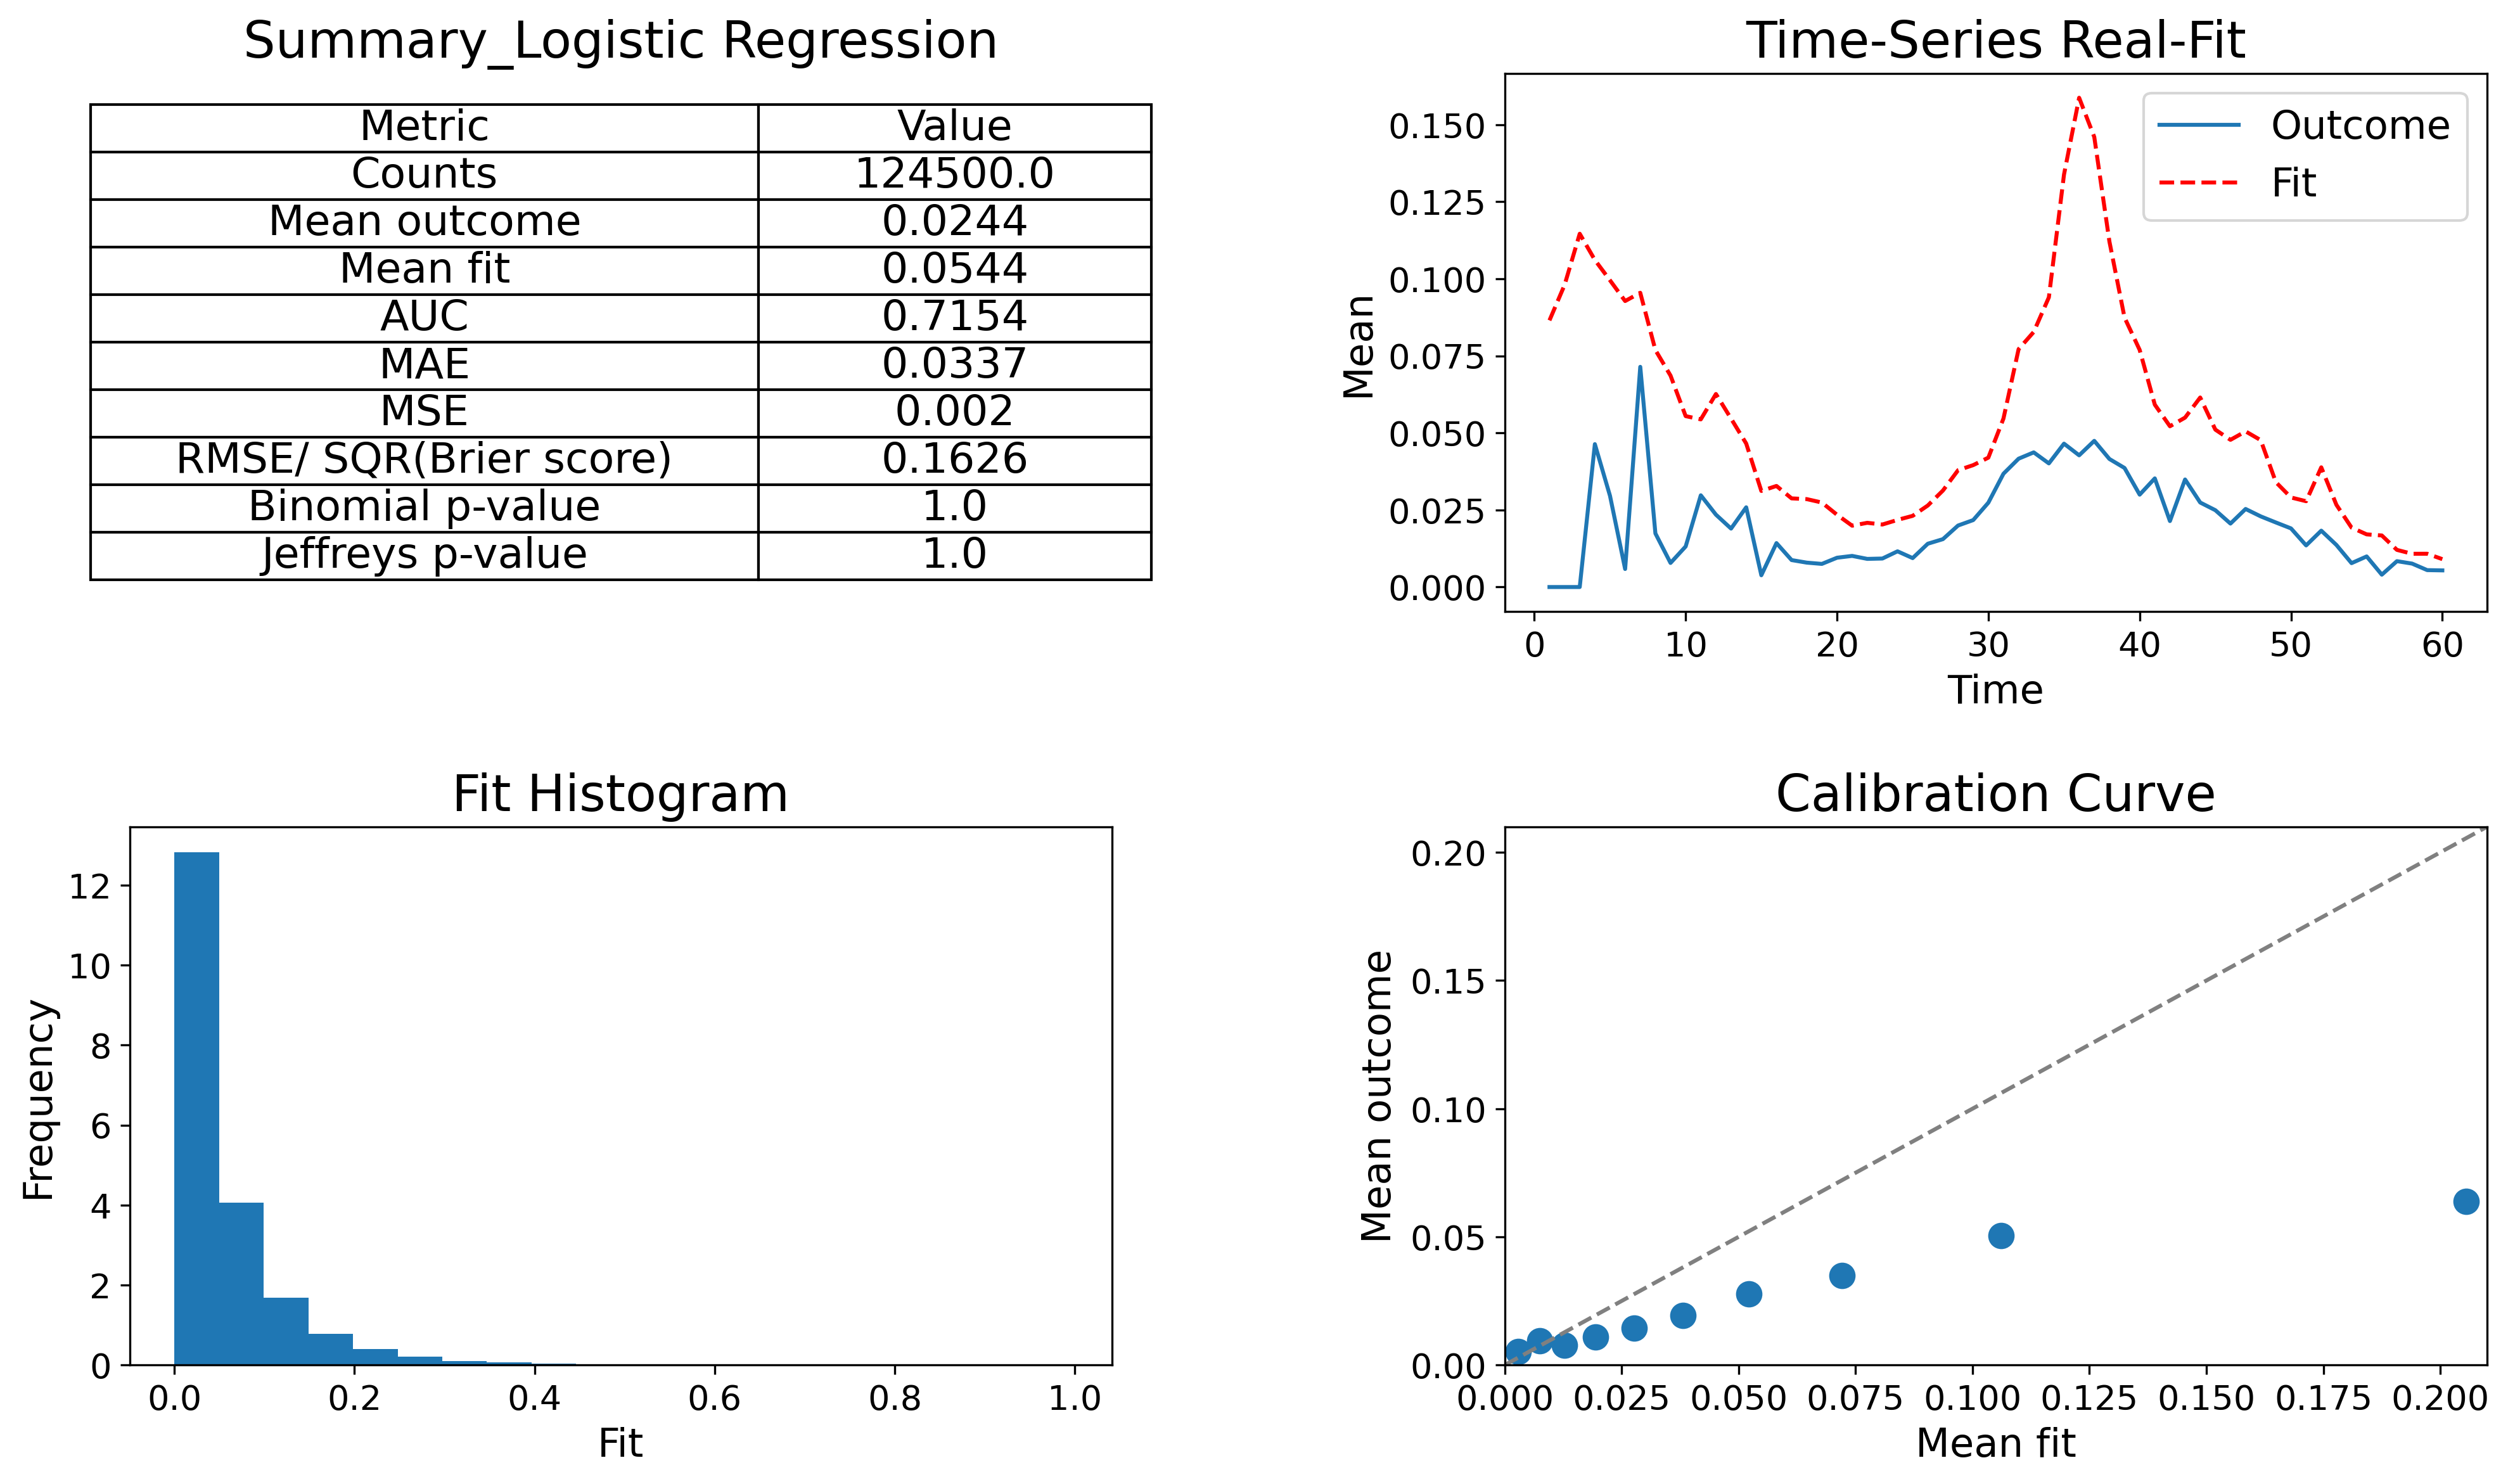 Summary_Logistic Regression
Metric Value
Counts 124500.0
Mean outcome 0.0244
Mean fit 0.0544
AUC 0.7154
MAE 0.0337
MSE 0.002
RMSE/ SQR(Brier score) 0.1626
Binomial p-value 1.0
Jeffreys p-value 1.0
Time-Series Real-Fit
Outcome
Fit
Mean
0.150
0.125
0.100
0.075
0.050
0.025
0.000
0 10 20 30 40 50 60
Time
Fit Histogram
Frequency
12
10
8
6
4
2
0
0.0 0.2 0.4 0.6 0.8 1.0
Fit
Calibration Curve
Mean outcome
0.20
0.15
0.10
0.05
0.00
0.000 0.025 0.050 0.075 0.100 0.125 0.150 0.175 0.200
Mean fit